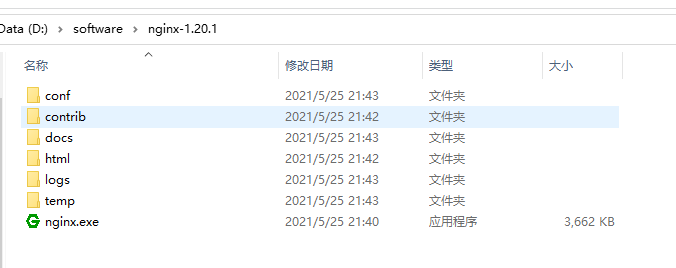 Data (D:) > software > nginx-1.20.1
名称 修改日期 类型 大小
conf 2021/5/25 21:43 文件夹
contrib 2021/5/25 21:42 文件夹
docs 2021/5/25 21:43 文件夹
html 2021/5/25 21:42 文件夹
logs 2021/5/25 21:43 文件夹
temp 2021/5/25 21:43 文件夹
nginx.exe 2021/5/25 21:40 应用程序 3,662 KB